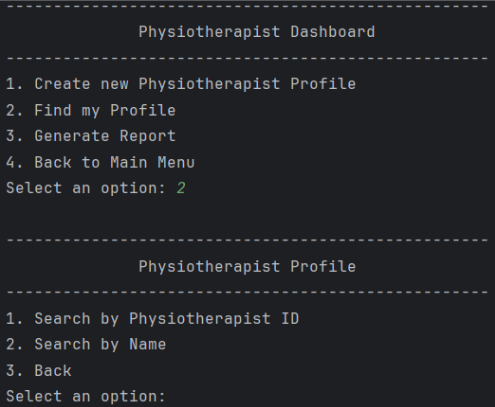 ---------------------------------------------------
Physiotherapist Dashboard
---------------------------------------------------
1. Create new Physiotherapist Profile
2. Find my Profile
3. Generate Report
4. Back to Main Menu
Select an option: 2
---------------------------------------------------
Physiotherapist Profile
---------------------------------------------------
1. Search by Physiotherapist ID
2. Search by Name
3. Back
Select an option: